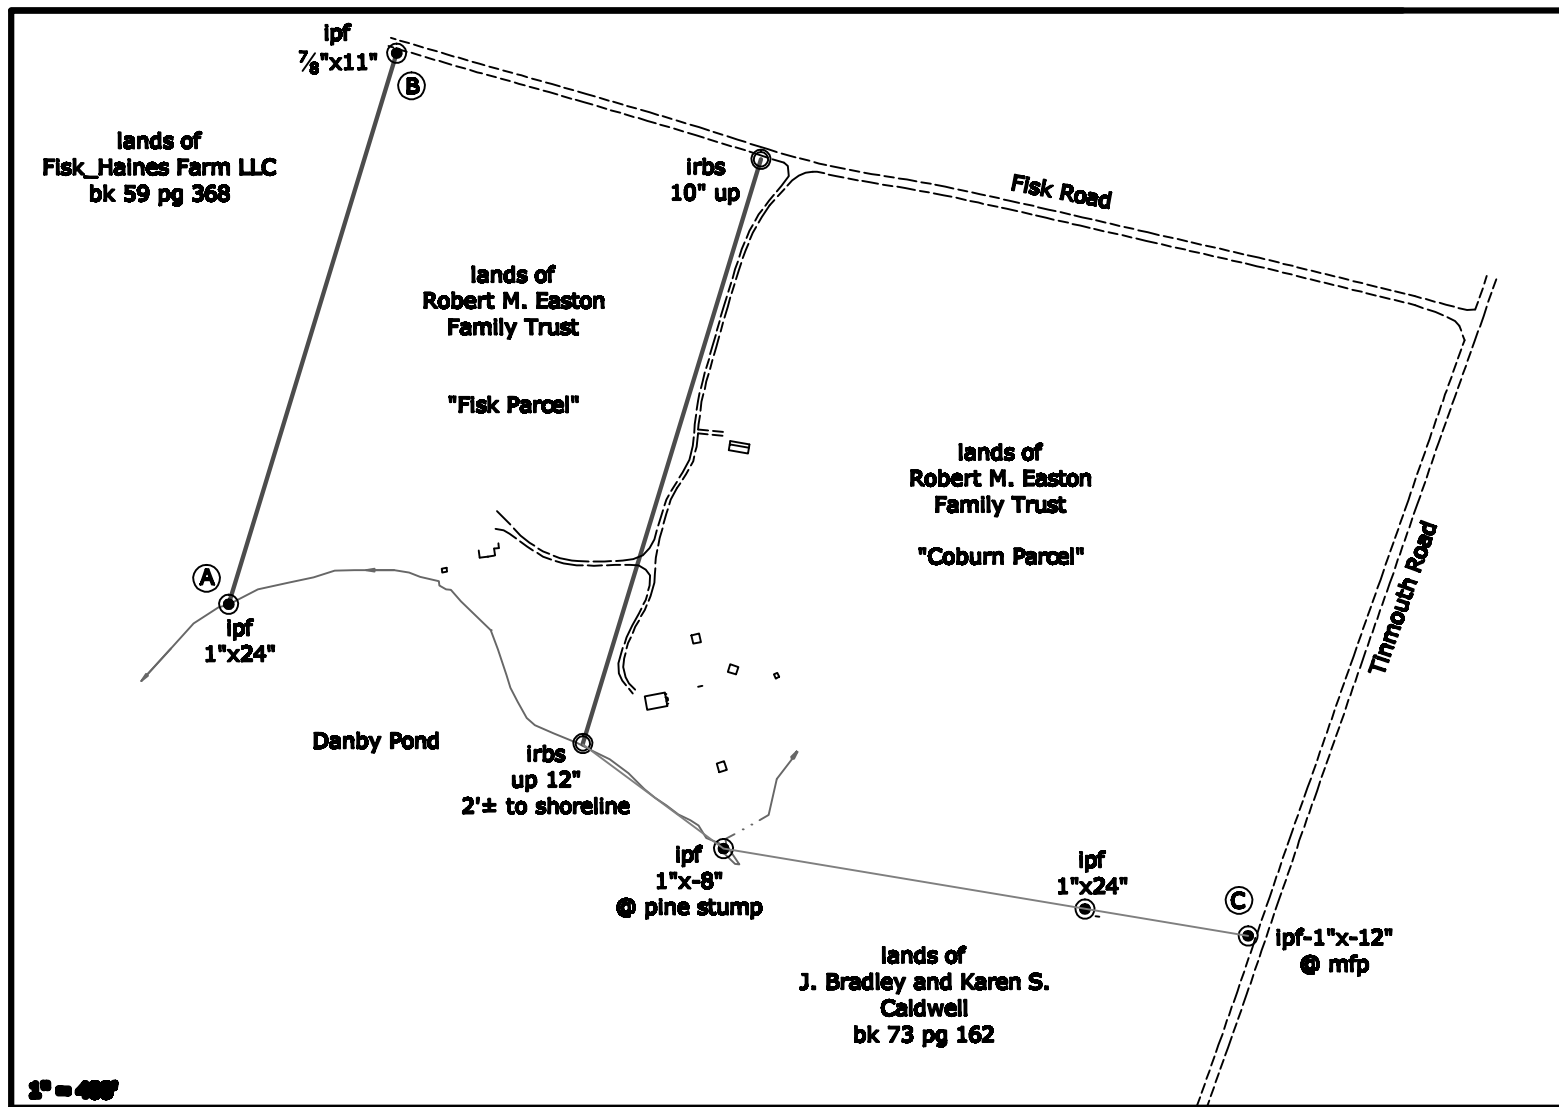 ipf
⅞"x11"
B
lands of
Fisk_Haines Farm LLC
bk 59 pg 368
irbs
10" up
Fisk Road
lands of
Robert M. Easton
Family Trust
"Fisk Parcel"
lands of
Robert M. Easton
Family Trust
"Coburn Parcel"
Tinmouth Road
A
ipf
1"x24"
Danby Pond
irbs
up 12"
2'± to shoreline
ipf
1"x-8"
@ pine stump
ipf
1"x24"
C
ipf-1"x-12"
@ mfp
lands of
J. Bradley and Karen S.
Caldwell
bk 73 pg 162